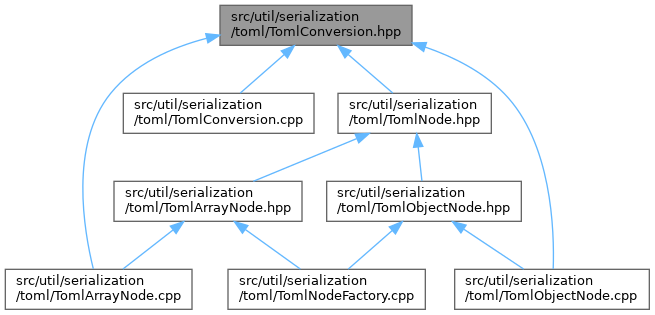 src/util/serialization
/toml/TomlConversion.hpp
src/util/serialization
/toml/TomlConversion.cpp
src/util/serialization
/toml/TomlNode.hpp
src/util/serialization
/toml/TomlArrayNode.hpp
src/util/serialization
/toml/TomlObjectNode.hpp
src/util/serialization
/toml/TomlArrayNode.cpp
src/util/serialization
/toml/TomlNodeFactory.cpp
src/util/serialization
/toml/TomlObjectNode.cpp